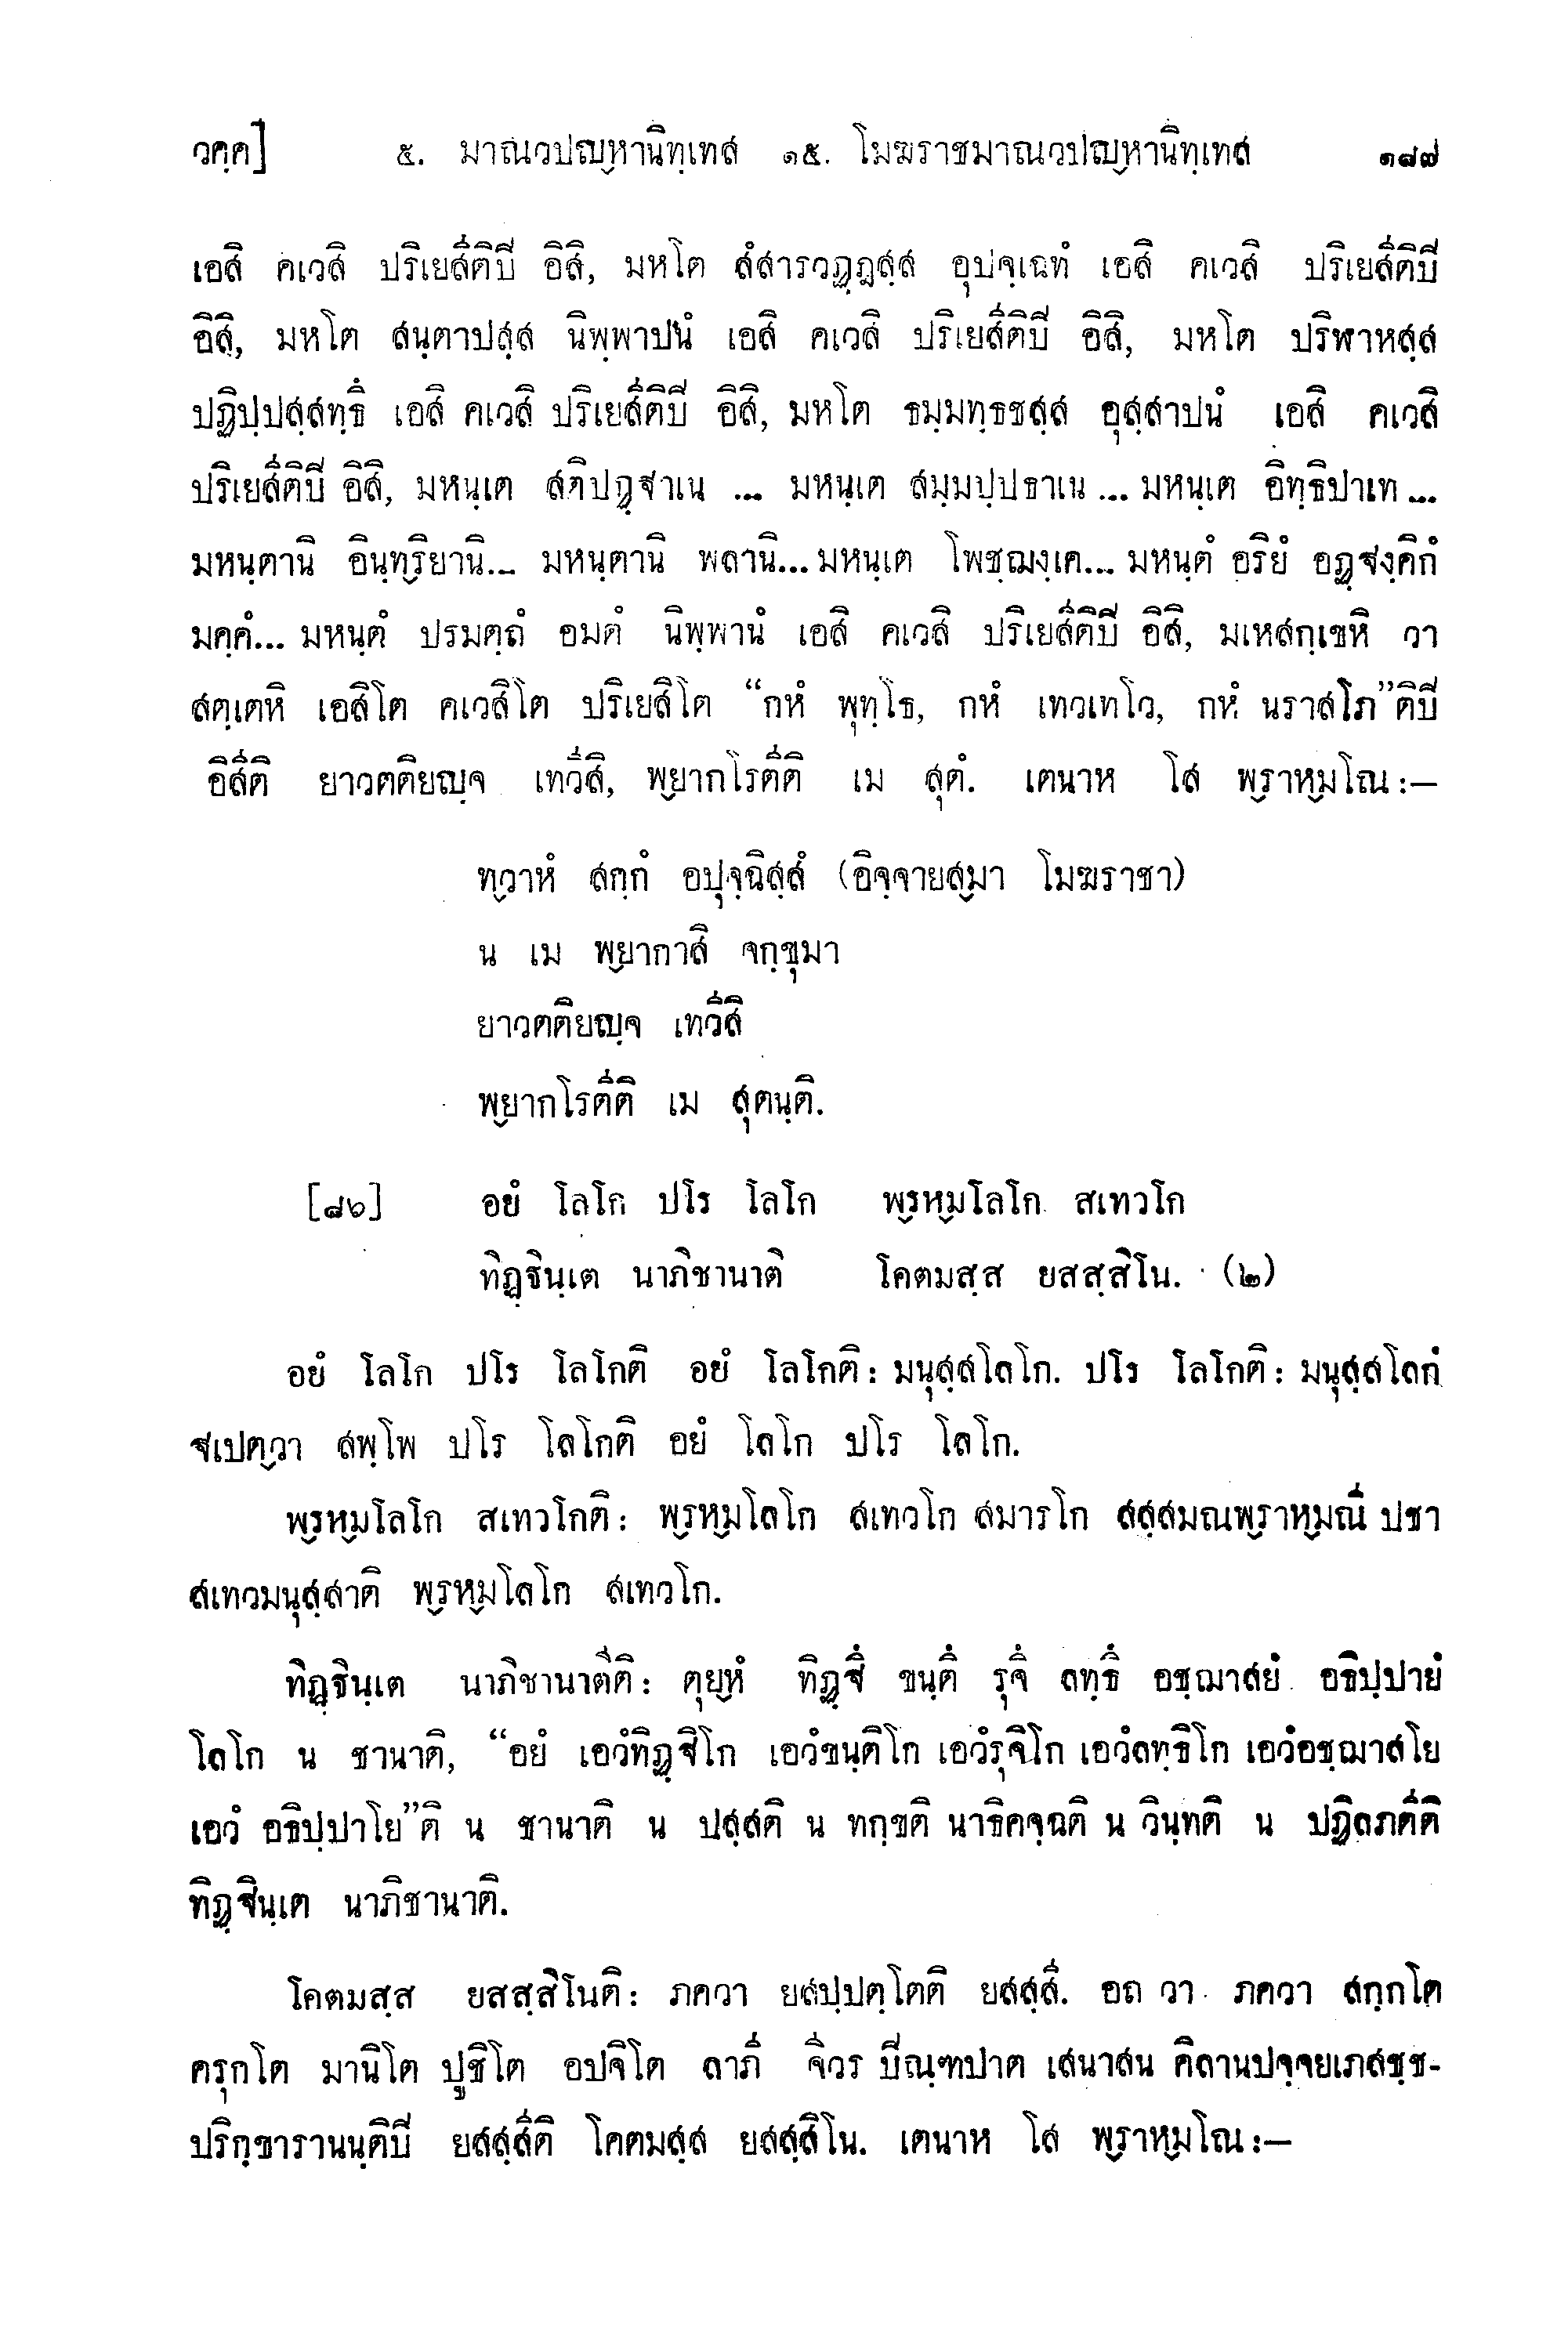 วคฺค]	๕. มาณวปญฺหานิทฺเทส ๑๕. โมฆราชมาณวปญฺหานิทฺเทส	๑๘๗
เอสิ คเวสิ ปริเยสีติปิ อิสิ, มหโต สํสารวฏฺฏสฺส อุปจฺเฉทํ เอสิ คเวสิ ปริเยสีติปิ
อิสิ, มหโต สนฺตาปสฺส นิพฺพาปนํ เอสิ คเวสิ ปริเยสีติปิ อิสิ, มหโต ปริฬาหสฺส
ปฏิปฺปสฺสทฺธึ เอสิ คเวสิ ปริเยสีติปิ อิสิ, มหโต ธมฺมทฺธชสฺส อุสฺสาปนํ เอสิ คเวสิ
ปริเยสีติปิ อิสิ, มหนฺเต สติปฏฺฐาเน ... มหนฺเต สมฺมปฺปธาเน ... มหนฺเต อิทฺธิปาเท ...
มหนฺตานิ อินฺทฺริยานิ... มหนฺตานิ พลานิ... มหนฺเต โพชฺฌงฺเค... มหนฺตํ อริยํ อฏฺฐงฺคิกํ
มคฺคํ... มหนฺตํ ปรมตฺถํ อมตํ นิพฺพานํ เอสิ คเวสิ ปริเยสีติปิ อิสิ, มเหสกฺเขหิ วา
สตฺเตหิ เอสิโต คเวสิโต ปริเยสิโต “กหํ พุทฺโธ, กหํ เทวเทโว, กหํ นราสโภ”ติปิ
อิสีติ ยาวตติยญฺจ เทวีสิ, พฺยากโรตีติ เม สุตํ. เตนาห โส พฺราหฺมโณ :—
ทฺวาหํ สกฺกํ อปุจฺฉิสฺสํ (อิจฺจายสฺมา โมฆราชา)
น เม พฺยากาสิ จกฺขุมา
ยาวตติยญฺจ เทวีสิ
พฺยากโรตีติ เม สุตนฺติ.
[๘๖]	อยํ โลโก ปโร โลโก	พฺรหฺมโลโก สเทวโก
ทิฏฺฐินฺเต นาภิชานาติ	โคตมสฺส ยสสฺสิโน. (๒)
อยํ โลโก ปโร โลโกติ อยํ โลโกติ : มนุสฺสโลโก. ปโร โลโกติ : มนุสฺสโลกํ
ฐเปตฺวา สพฺโพ ปโร โลโกติ อยํ โลโก ปโร โลโก.
พฺรหฺมโลโก สเทวโกติ : พฺรหฺมโลโก สเทวโก สมารโก สสฺสมณพฺราหฺมณี ปชา
สเทวมนุสฺสาติ พฺรหฺมโลโก สเทวโก.
ทิฏฺฐินฺเต นาภิชานาตีติ : ตุยฺหํ ทิฏฺฐึ ขนฺตึ รุจึ ลทฺธึ อชฺฌาสยํ อธิปฺปายํ
โลโก น ชานาติ, “อยํ เอวํทิฏฺฐิโก เอวํขนฺติโก เอวํรุจิโก เอวํลทฺธิโก เอวํอชฺฌาสโย
เอวํ อธิปฺปาโย”ติ น ชานาติ น ปสฺสติ น ทกฺขติ นาธิคจฺฉติ น วินฺทติ น ปฏิลภตีติ
ทิฏฺฐินฺเต นาภิชานาติ.
โคตมสฺส ยสสฺสิโนติ : ภควา ยสปฺปตฺโตติ ยสสฺสี. อถ วา ภควา สกฺกโต
ครุกโต มานิโต ปูชิโต อปจิโต ลาภี จีวร ปิณฺฑปาต เสนาสน คิลานปจฺจยเภสชฺช-
ปริกฺขารานนฺติปิ ยสสฺสีติ โคตมสฺส ยสสฺสิโน. เตนาห โส พฺราหฺมโณ :—